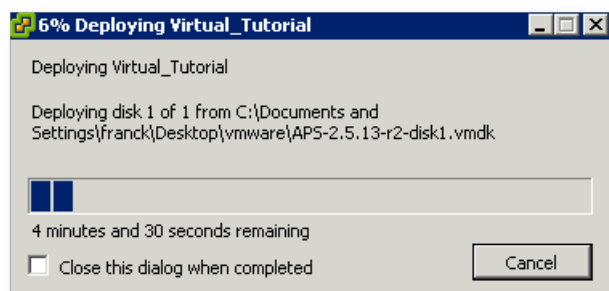 6% Deploying Virtual_Tutorial
Deploying Virtual_Tutorial
Deploying disk 1 of 1 from C:\Documents and
Settings\franck\Desktop\vmware\APS-2.5.13-r2-disk1.vmdk
4 minutes and 30 seconds remaining
Close this dialog when completed
Cancel